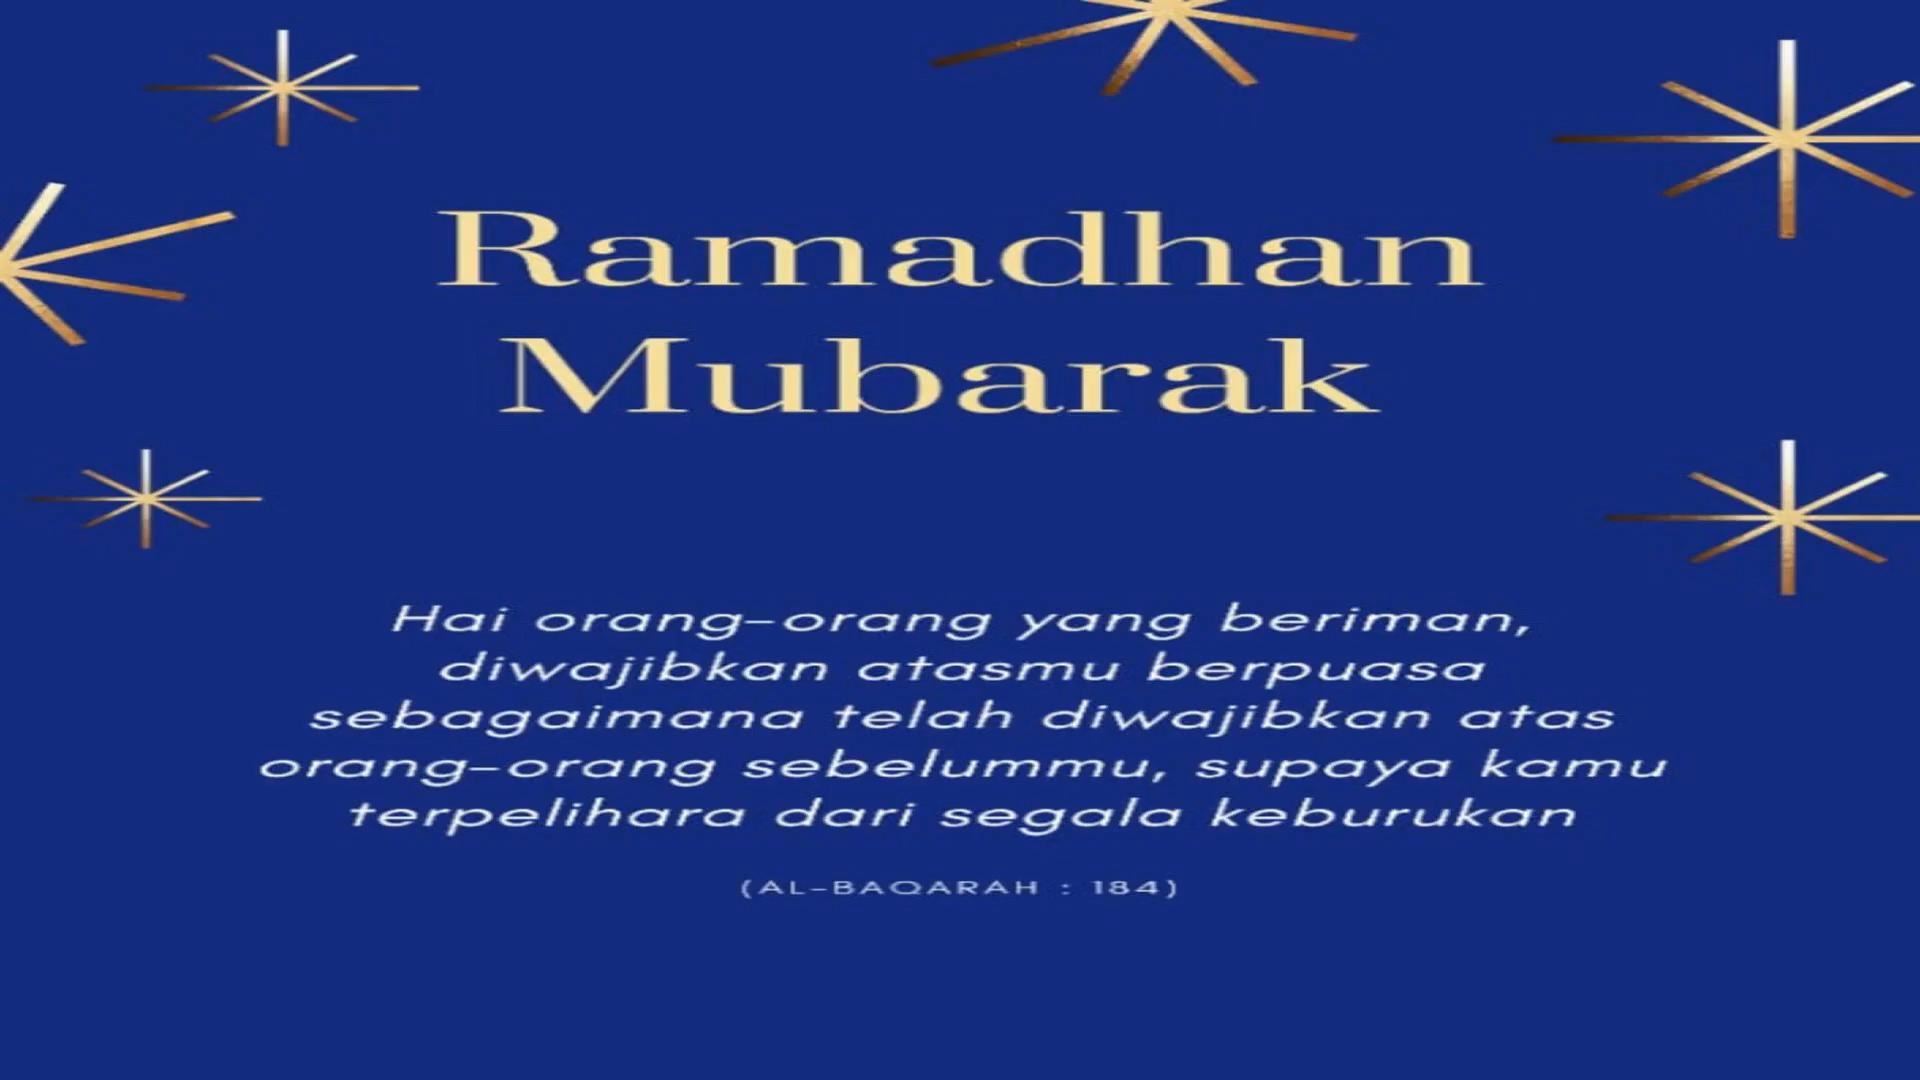 Ramadhan
Mubarak
Hai orang-orang yang beriman,
diwajibkan atasmu berpuasa
sebagaimana telah diwajibkan atas
orang-orang sebelummu, supaya kamu
terpelihara dari segala keburukan
(AL-BAQARAH : 184)